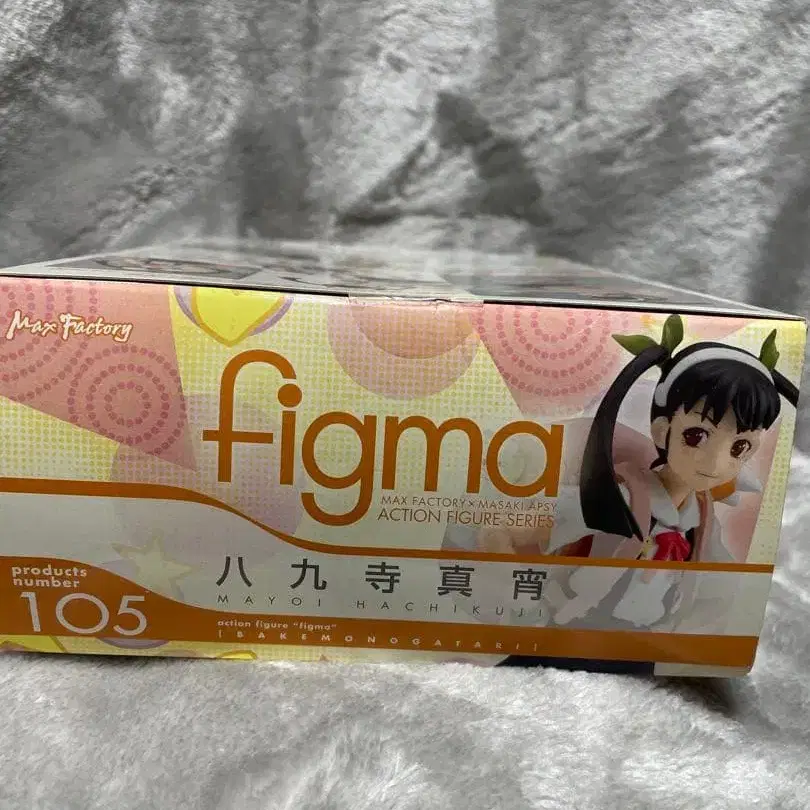 Max Factory
figma
MAX FACTORY×MASAKI APSY
ACTION FIGURE SERIES
products
number
105
八九寺真宵
MAYOI HACHIKUJI
action figure "figma"
[BAKEMONOGATARI]